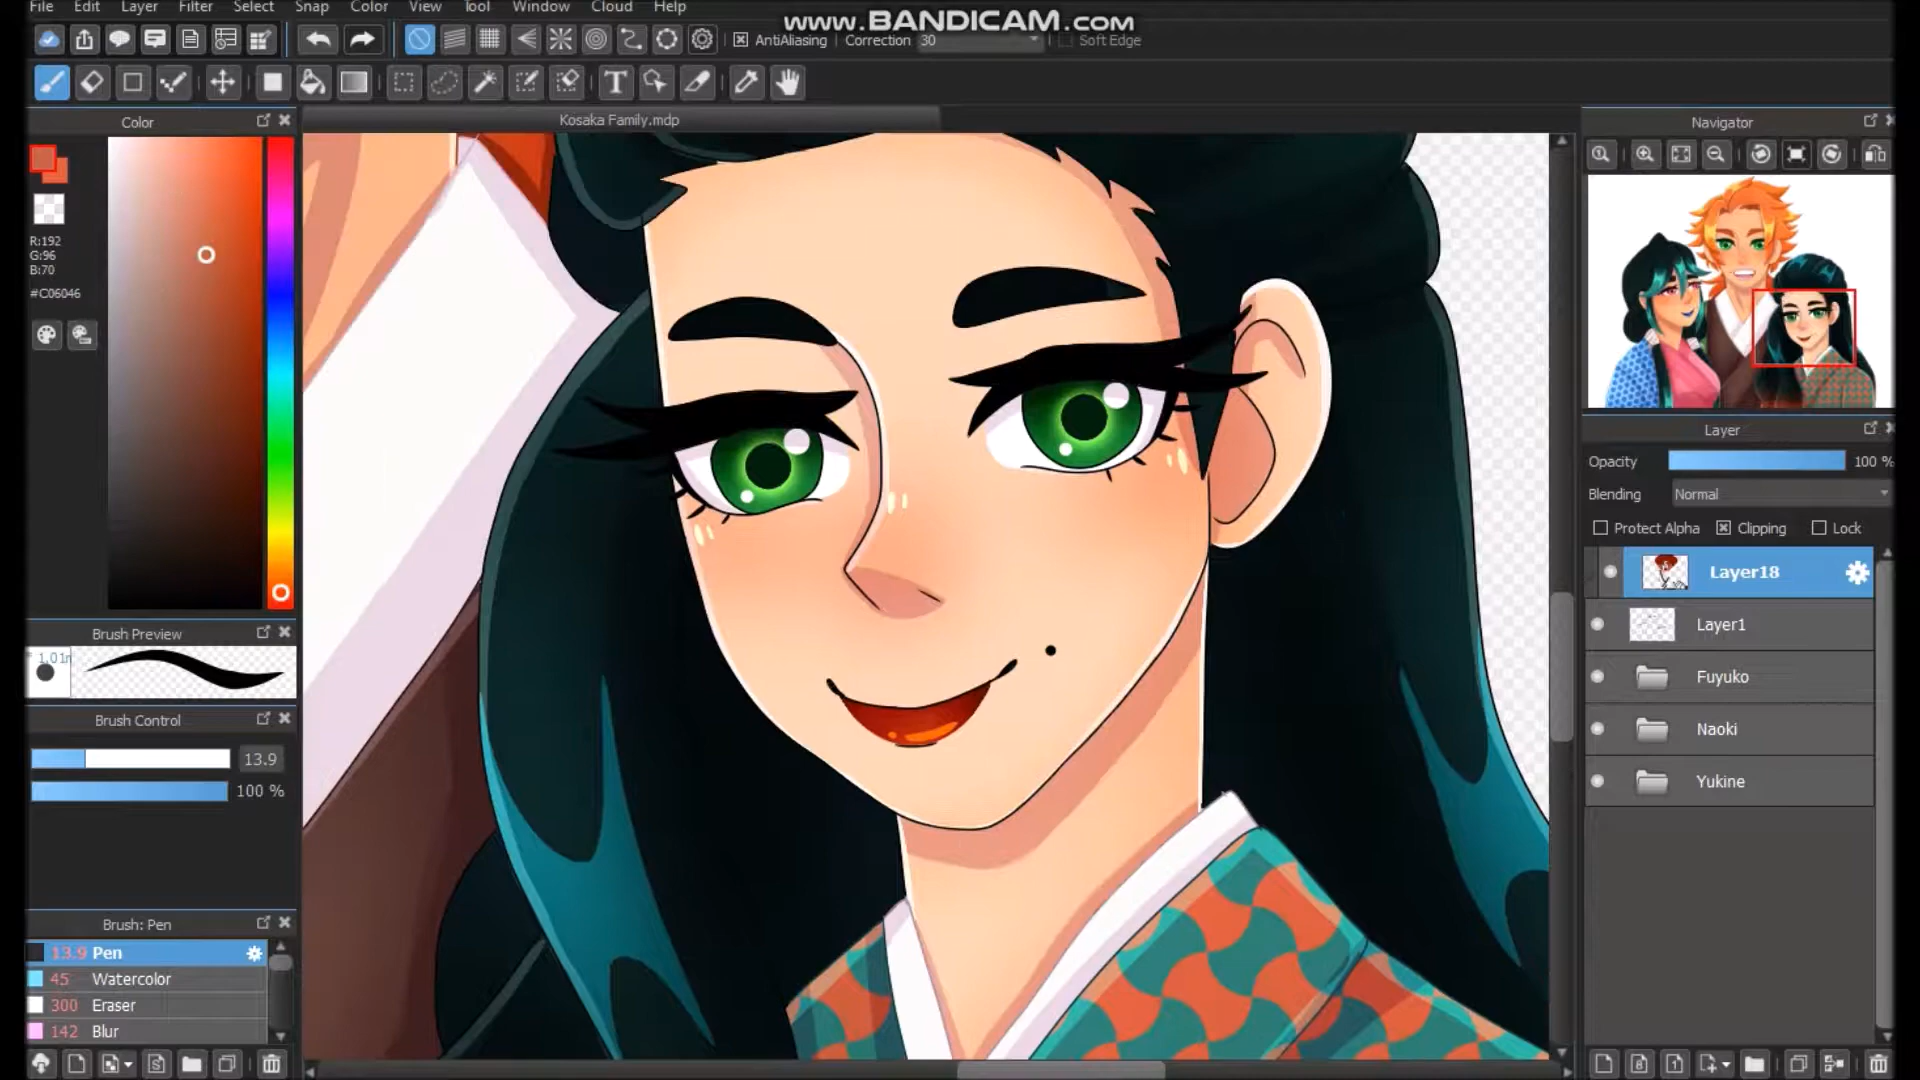 File Edit Layer Filter Select Snap Color View Tool Window Cloud Help
www.BANDICAM.com
AntiAliasing Correction 30 Soft Edge
Color
Kosaka Family.mdp
Navigator
R:192
G:96
B:70
#C06046
Layer
Opacity 100 %
Blending Normal
Protect Alpha Clipping Lock
Layer18
Layer1
Fuyuko
Naoki
Yukine
Brush Preview
Brush Control
13.9
100 %
Brush: Pen
13.9 Pen
45 Watercolor
300 Eraser
142 Blur